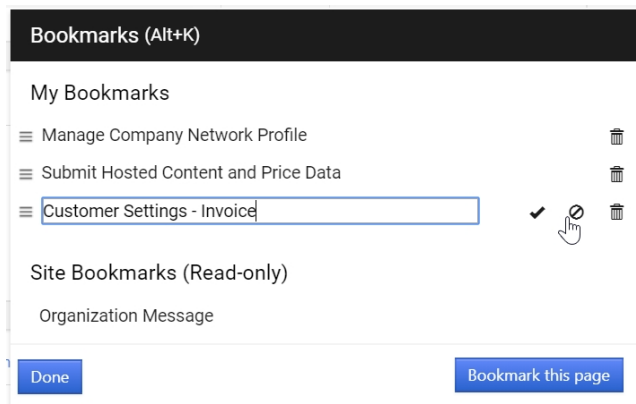 Bookmarks (Alt+K)
My Bookmarks
Manage Company Network Profile
Submit Hosted Content and Price Data
Customer Settings - Invoice
Site Bookmarks (Read-only)
Organization Message
Done
Bookmark this page